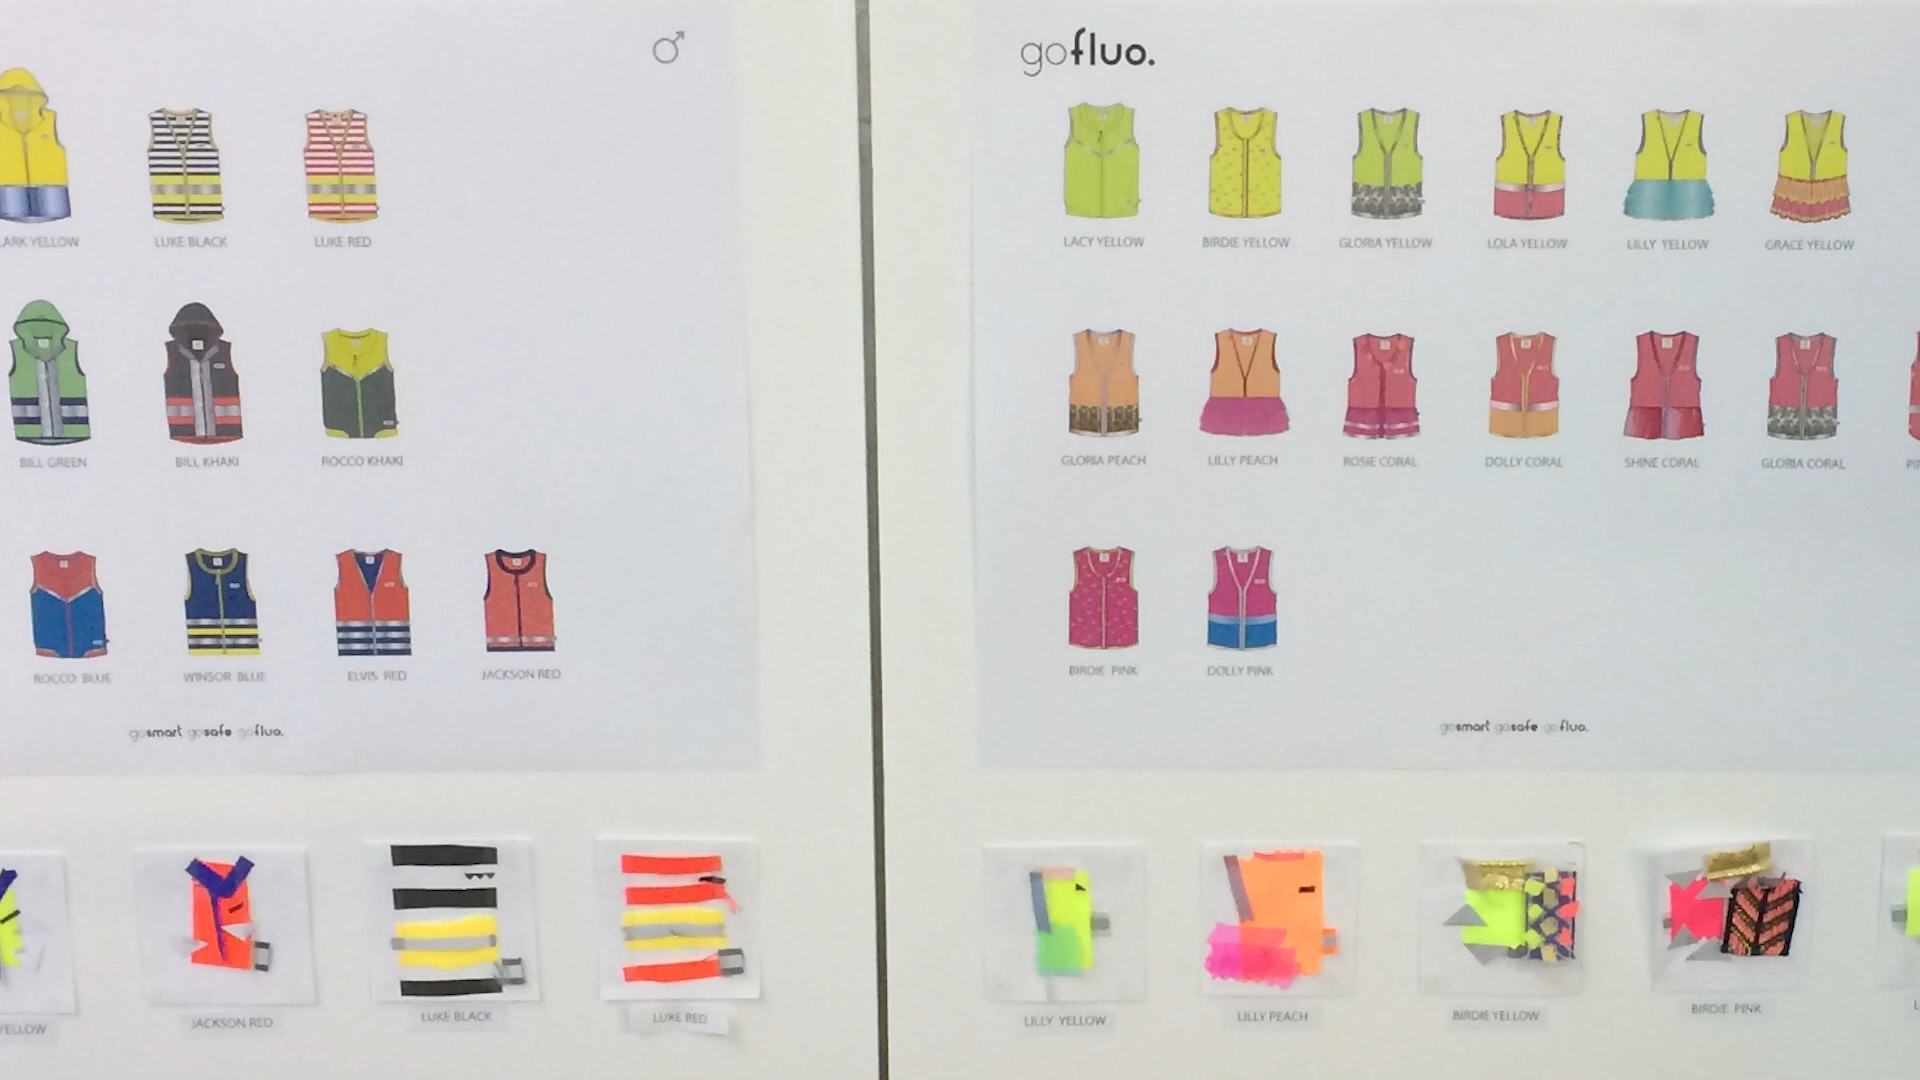 ARK YELLOW
LUKE BLACK
LUKE RED
BILL GREEN
BILL KHAKI
ROCCO KHAKI
ROCCO BLUE
WINSOR BLUE
ELVIS RED
JACKSON RED
gosmart gosafe gofluo.
YELLOW
JACKSON RED
LUKE BLACK
LUKE RED
gofluo.
LACY YELLOW
BIRDIE YELLOW
GLORIA YELLOW
LOLA YELLOW
LILLY YELLOW
GRACE YELLOW
GLORIA PEACH
LILLY PEACH
ROSIE CORAL
DOLLY CORAL
SHINE CORAL
GLORIA CORAL
BIRDIE PINK
DOLLY PINK
gosmart gosafe gofluo.
LILLY YELLOW
LILLY PEACH
BIRDIE YELLOW
BIRDIE PINK